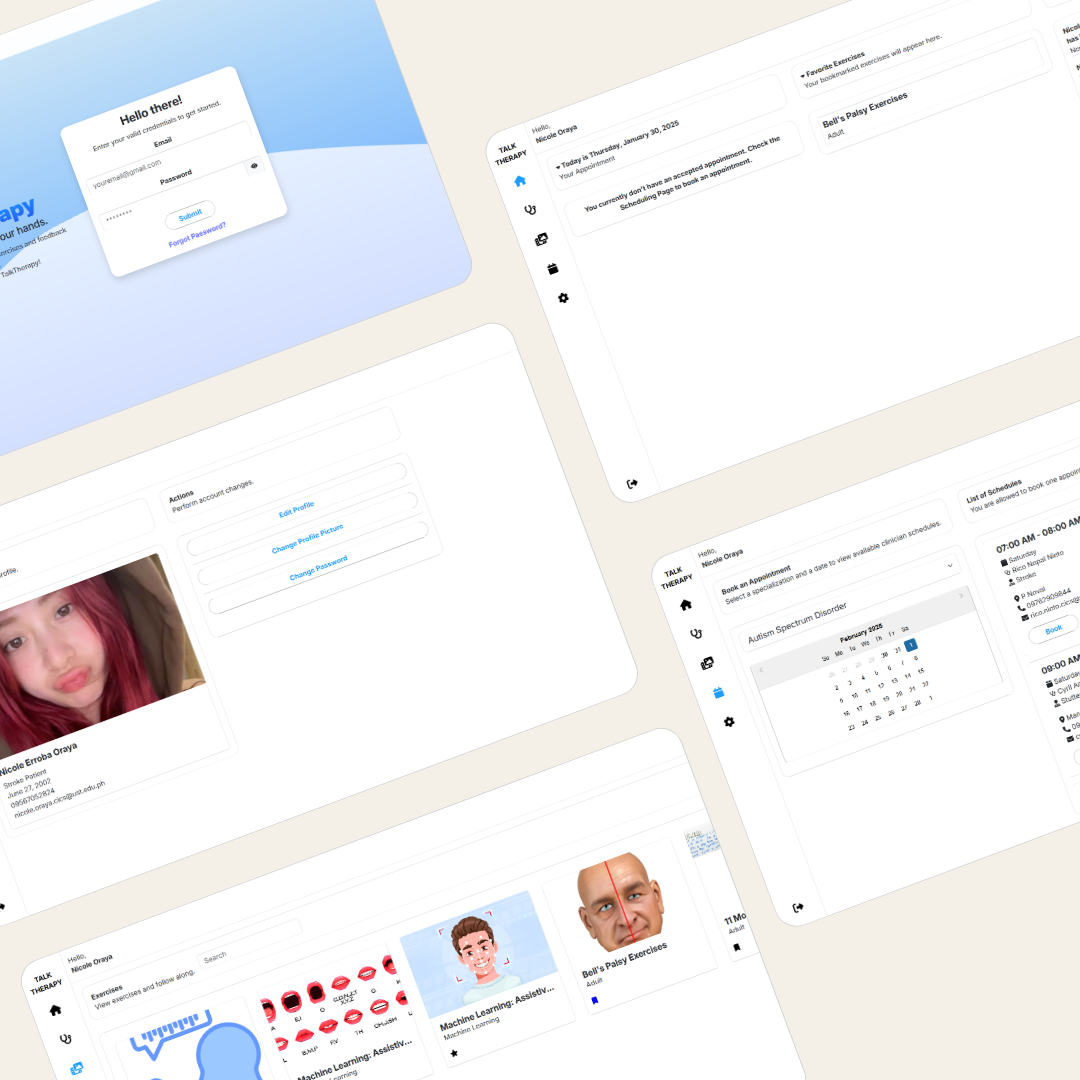 Hello there!
Enter your valid credentials to get started.
Email
youremail@gmail.com
Password
********
Submit
Forgot Password?
apy
our hands.
ercises and feedback
TalkTherapy!
TALK
THERAPY
Hello,
Nicole Oraya
Today is Thursday, January 30, 2025
Your Appointment
You currently don't have an accepted appointment. Check the
Scheduling Page to book an appointment.
Favorite Exercises
Your bookmarked exercises will appear here.
Bell's Palsy Exercises
Adult
Nicol
has
rofile.
Actions
Perform account changes.
Edit Profile
Change Profile Picture
Change Password
Nicole Erroba Oraya
Stroke Patient
June 27, 2002
09567052824
nicole.oraya.cics@ust.edu.ph
TALK
THERAPY
Hello,
Nicole Oraya
Book an Appointment
Select a specialization and a date to view available clinician schedules.
Autism Spectrum Disorder
February 2025
Su Mo Tu We Th Fr Sa
26 27 28 29 30 31 1
2 3 4 5 6 7 8
9 10 11 12 13 14 15
16 17 18 19 20 21 22
23 24 25 26 27 28 1
List of Schedules
You are allowed to book one appoin
07:00 AM - 08:00 AM
Saturday
Rico Nepal Nieto
Stroke
P Noval
09762909844
rico.nieto.cics@
Book
09:00 AM
Saturda
Cyril A
Stutte
Man
09
c
TALK
THERAPY
Hello,
Nicole Oraya
Exercises
View exercises and follow along.
Search
A
E,I
O
C,D,N,S,T
X,Y,Z
G
L
B,M,P
F,V
TH
CH,J,SH
Machine Learning: Assistiv...
Learning
Machine Learning: Assistiv...
Machine Learning
Bell's Palsy Exercises
Adult
11 Mo
Adult